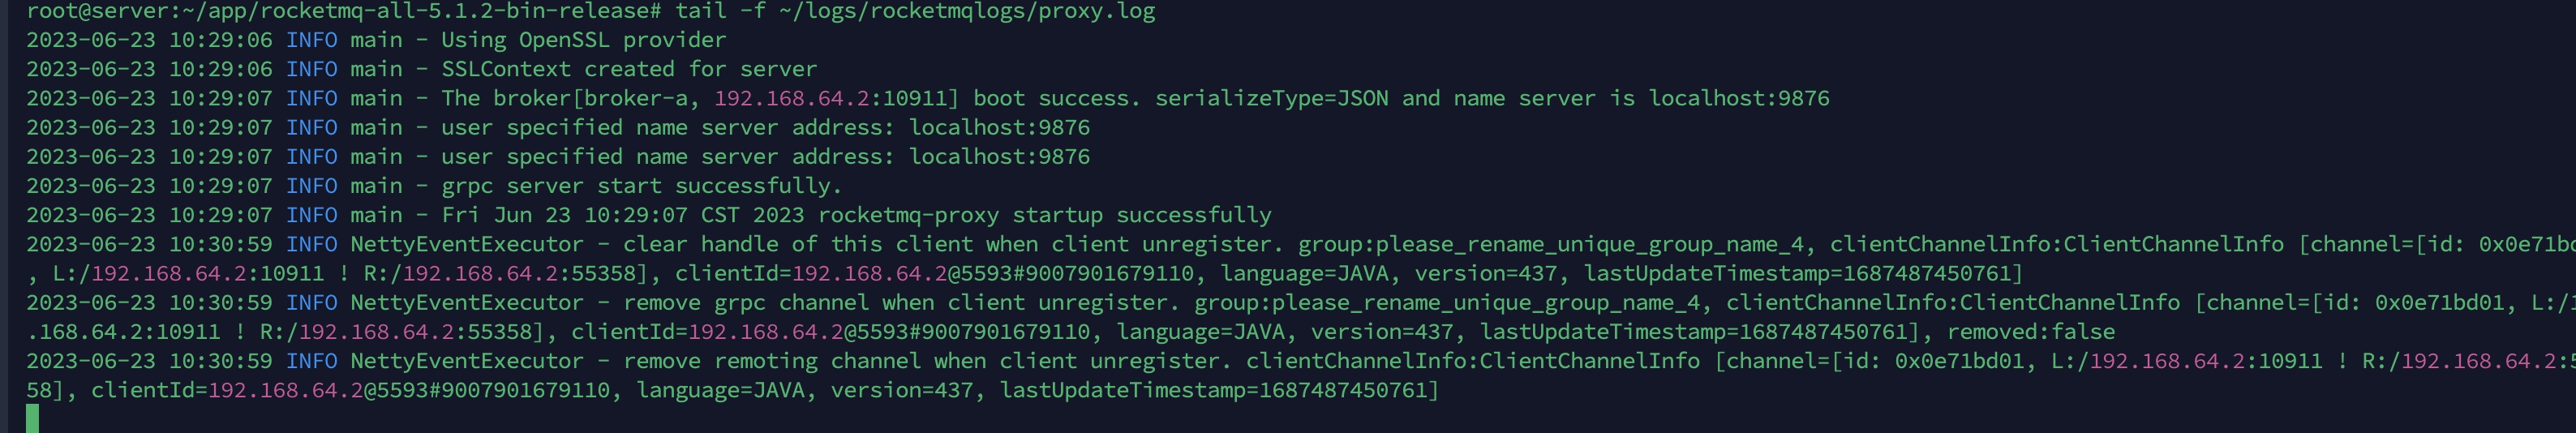 root@server:~/app/rocketmq-all-5.1.2-bin-release# tail -f ~/logs/rocketmqlogs/proxy.log
2023-06-23 10:29:06 INFO main - Using OpenSSL provider
2023-06-23 10:29:06 INFO main - SSLContext created for server
2023-06-23 10:29:07 INFO main - The broker[broker-a, 192.168.64.2:10911] boot success. serializeType=JSON and name server is localhost:9876
2023-06-23 10:29:07 INFO main - user specified name server address: localhost:9876
2023-06-23 10:29:07 INFO main - user specified name server address: localhost:9876
2023-06-23 10:29:07 INFO main - grpc server start successfully.
2023-06-23 10:29:07 INFO main - Fri Jun 23 10:29:07 CST 2023 rocketmq-proxy startup successfully
2023-06-23 10:30:59 INFO NettyEventExecutor - clear handle of this client when client unregister. group:please_rename_unique_group_name_4, clientChannelInfo:ClientChannelInfo [channel=[id: 0x0e71bd
, L:/192.168.64.2:10911 ! R:/192.168.64.2:55358], clientId=192.168.64.2@5593#9007901679110, language=JAVA, version=437, lastUpdateTimestamp=1687487450761]
2023-06-23 10:30:59 INFO NettyEventExecutor - remove grpc channel when client unregister. group:please_rename_unique_group_name_4, clientChannelInfo:ClientChannelInfo [channel=[id: 0x0e71bd01, L:/1
.168.64.2:10911 ! R:/192.168.64.2:55358], clientId=192.168.64.2@5593#9007901679110, language=JAVA, version=437, lastUpdateTimestamp=1687487450761], removed:false
2023-06-23 10:30:59 INFO NettyEventExecutor - remove remoting channel when client unregister. clientChannelInfo:ClientChannelInfo [channel=[id: 0x0e71bd01, L:/192.168.64.2:10911 ! R:/192.168.64.2:5
58], clientId=192.168.64.2@5593#9007901679110, language=JAVA, version=437, lastUpdateTimestamp=1687487450761]